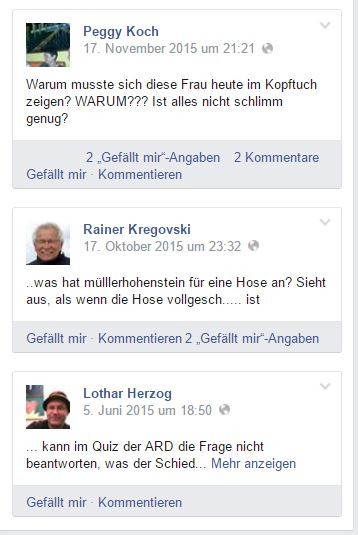 Peggy Koch
17. November 2015 um 21:21
Warum musste sich diese Frau heute im Kopftuch
zeigen? WARUM??? Ist alles nicht schlimm
genug?
2 „Gefällt mir“-Angaben 2 Kommentare
Gefällt mir · Kommentieren
Rainer Kregovski
17. Oktober 2015 um 23:32
..was hat mülllerhohenstein für eine Hose an? Sieht
aus, als wenn die Hose vollgesch..... ist
Gefällt mir · Kommentieren 2 „Gefällt mir“-Angaben
Lothar Herzog
5. Juni 2015 um 18:50
... kann im Quiz der ARD die Frage nicht
beantworten, was der Schied... Mehr anzeigen
Gefällt mir · Kommentieren